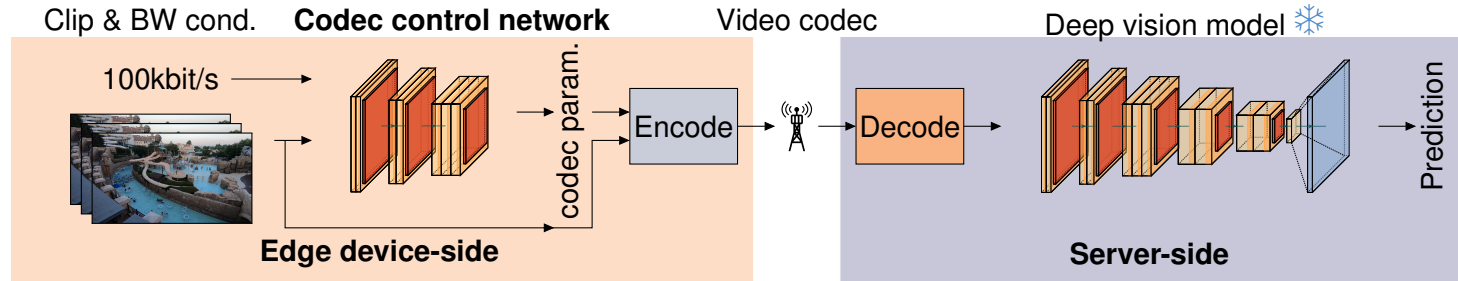 Clip & BW cond.
Codec control network
Video codec
Deep vision model
100kbit/s
codec param.
Encode
Decode
Prediction
Edge device-side
Server-side